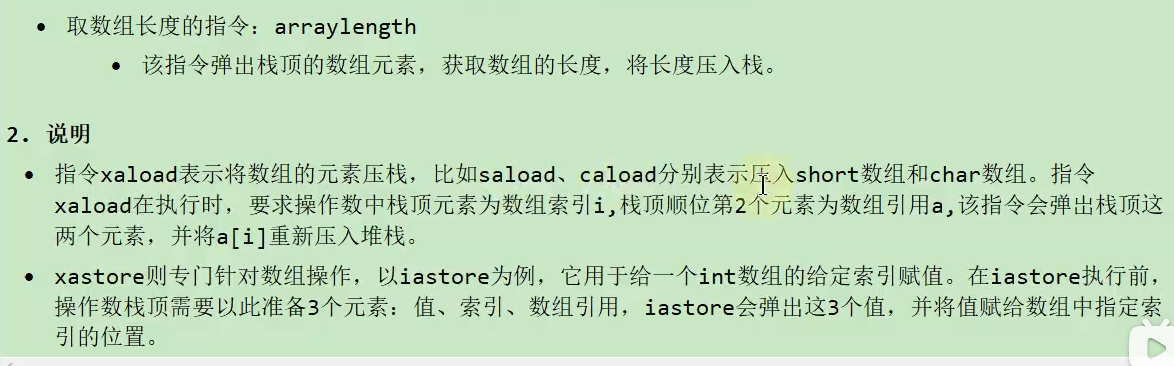 • 取数组长度的指令：arraylength
• 该指令弹出栈顶的数组元素，获取数组的长度，将长度压入栈。
2. 说明
• 指令xaload表示将数组的元素压栈，比如saload、caload分别表示压入short数组和char数组。指令
xaload在执行时，要求操作数中栈顶元素为数组索引i,栈顶顺位第2个元素为数组引用a,该指令会弹出栈顶这
两个元素，并将a[i]重新压入堆栈。
• xastore则专门针对数组操作，以iastore为例，它用于给一个int数组的给定索引赋值。在iastore执行前，
操作数栈顶需要以此准备3个元素：值、索引、数组引用，iastore会弹出这3个值，并将值赋给数组中指定索
引的位置。